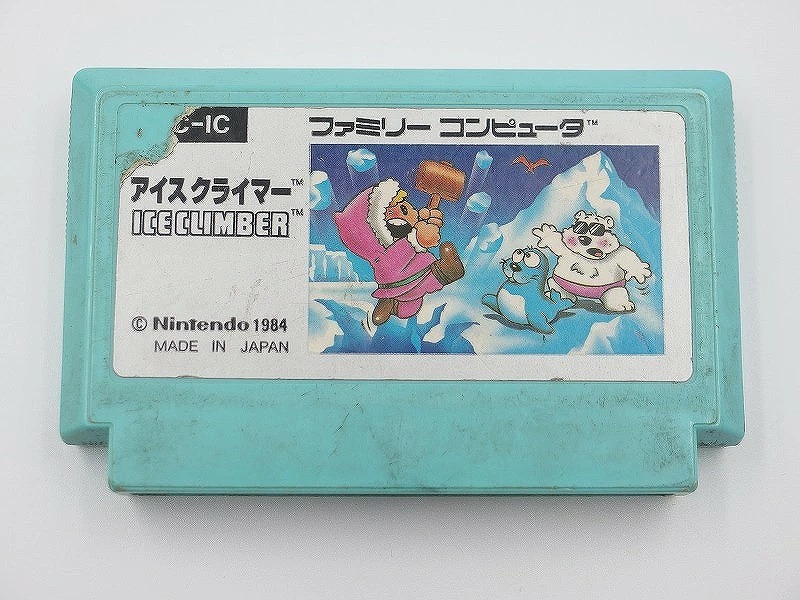 C-IC
ファミリー コンピュータ™
アイスクライマー™
ICE CLIMBER™
© Nintendo 1984
MADE IN JAPAN